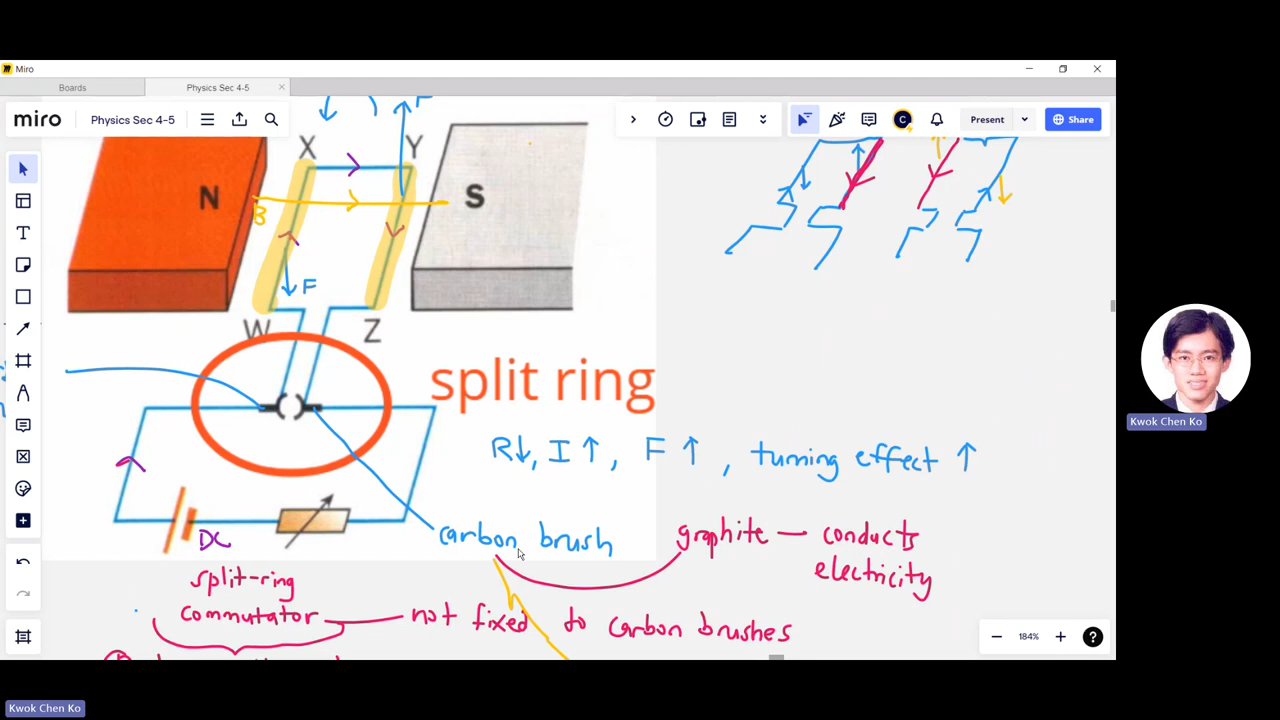 Miro
Boards
Physics Sec 4-5
miro
Physics Sec 4-5
Present
Share
C
F
X
Y
N
B
S
F
W
Z
split ring
R↓, I ↑, F ↑, turning effect ↑
DC
carbon brush
graphite — conducts
electricity
split-ring
commutator — not fixed to carbon brushes
184%
Kwok Chen Ko
Kwok Chen Ko